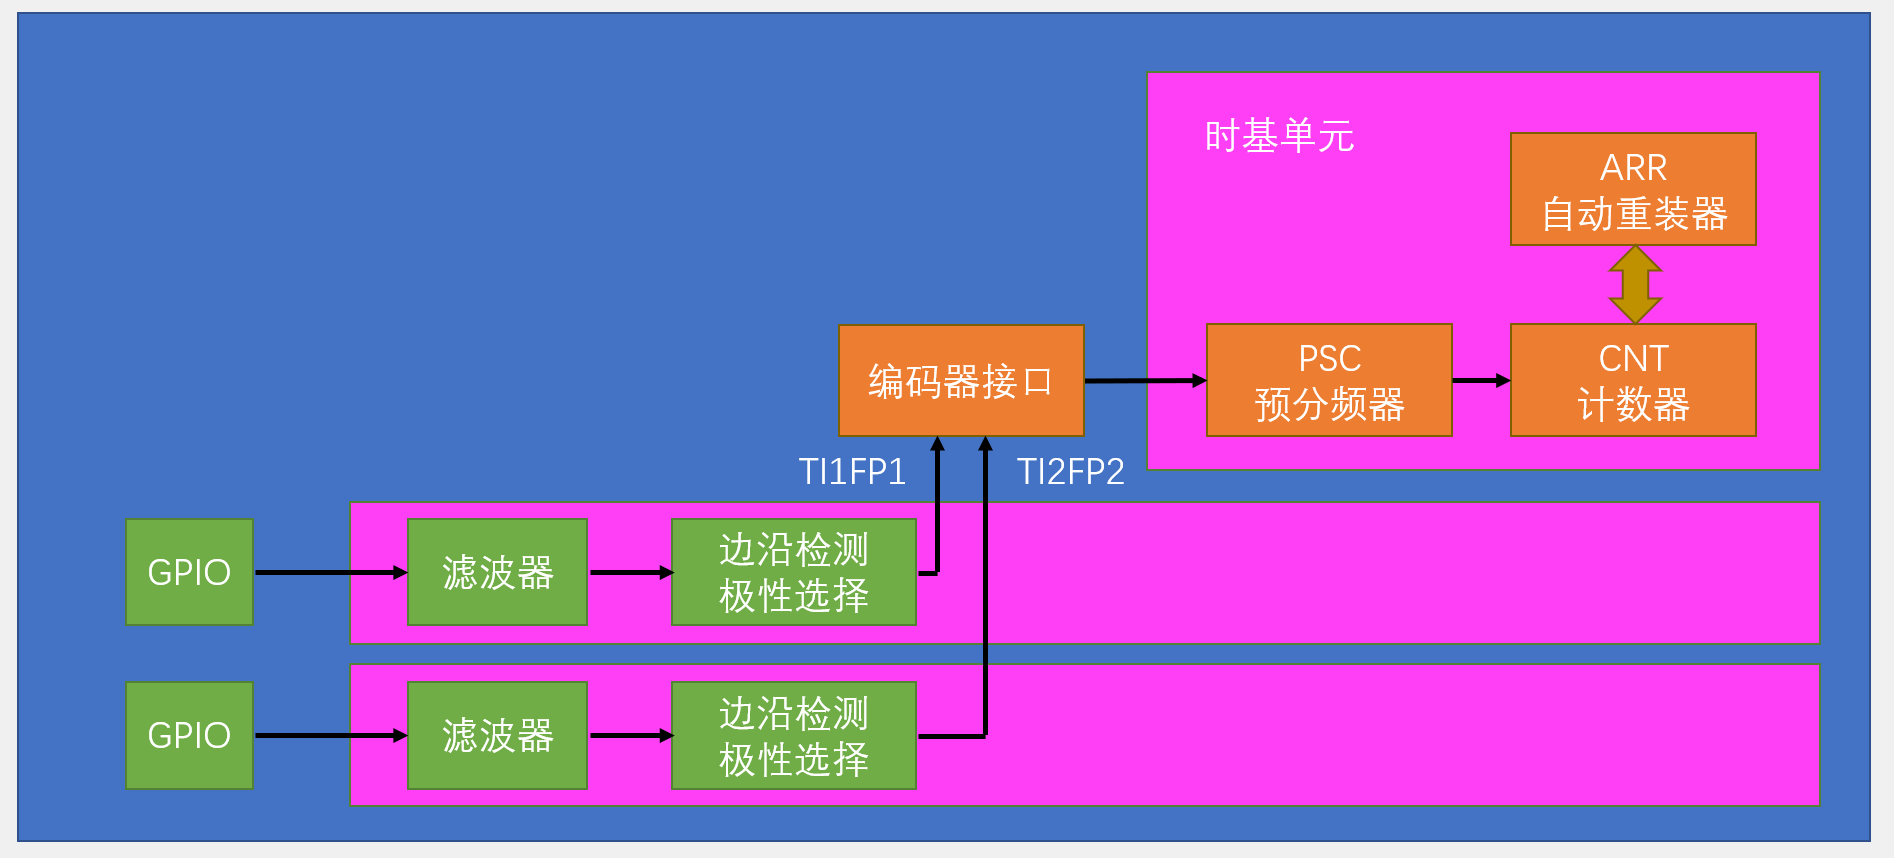 时基单元
ARR
自动重装器
编码器接口
PSC
预分频器
CNT
计数器
TI1FP1
TI2FP2
GPIO
滤波器
边沿检测
极性选择
GPIO
滤波器
边沿检测
极性选择